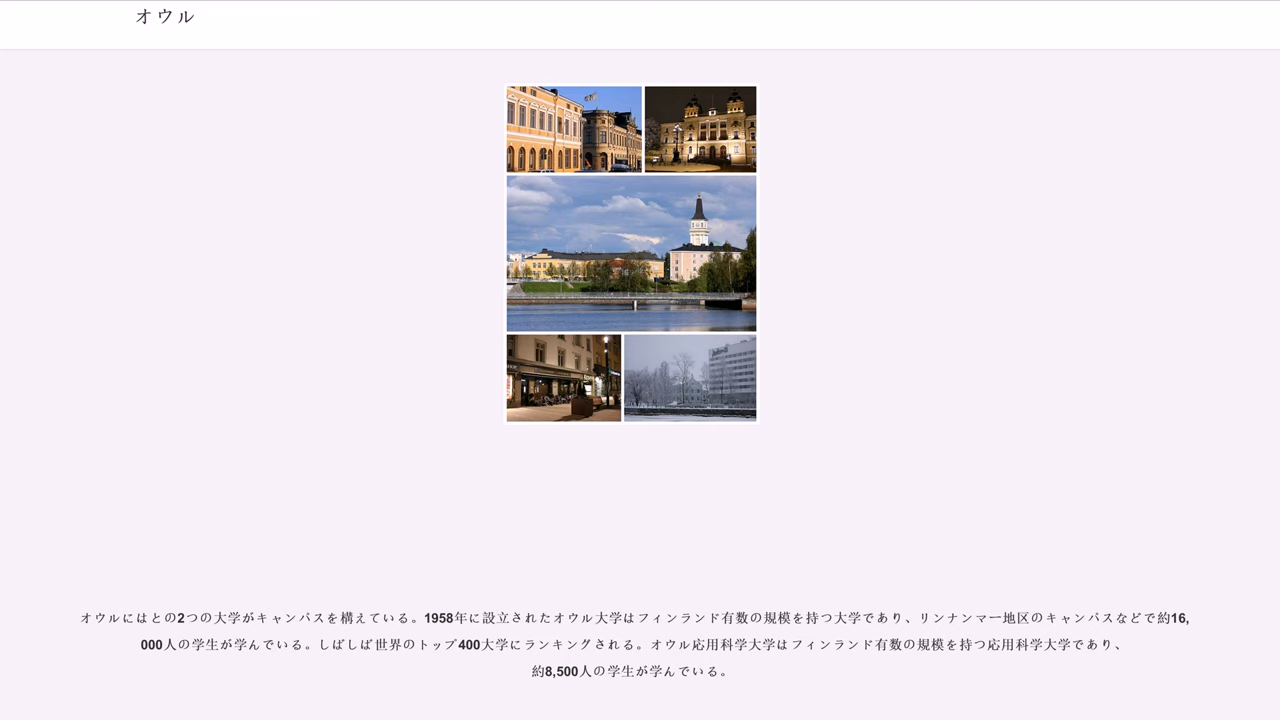 オウル
オウルにはとの2つの大学がキャンパスを構えている。1958年に設立されたオウル大学はフィンランド有数の規模を持つ大学であり、リンナンマー地区のキャンパスなどで約16,
000人の学生が学んでいる。しばしば世界のトップ400大学にランキングされる。オウル応用科学大学はフィンランド有数の規模を持つ応用科学大学であり、
約8,500人の学生が学んでいる。